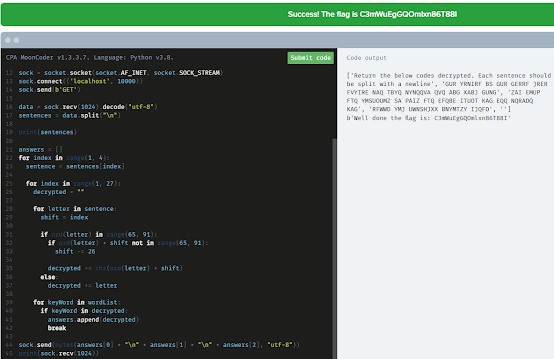 Success! The flag is C3mWuEgGQOmlxn86T88I
CPA MoonCoder v1.3.3.7. Language: Python v3.8.
Submit code
Code output
12 sock = socket.socket(socket.AF_INET, socket.SOCK_STREAM)
13 sock.connect(('localhost', 10000))
14 sock.send(b'GET')
15
16 data = sock.recv(1024).decode("utf-8")
17 sentences = data.split("\n")
18
19 print(sentences)
20
21 answers = []
22 for index in range(1, 4):
23 sentence = sentences[index]
24
25 for index in range(1, 27):
26 decrypted = ""
27
28 for letter in sentence:
29 shift = index
30
31 if ord(letter) in range(65, 91):
32 if ord(letter) + shift not in range(65, 91):
33 shift -= 26
34
35 decrypted += chr(ord(letter) + shift)
36 else:
37 decrypted += letter
38
39 for keyWord in wordList:
40 if keyWord in decrypted:
41 answers.append(decrypted)
42 break
43
44 sock.send(bytes(answers[0] + "\n" + answers[1] + "\n" + answers[2], "utf-8"))
45 print(sock.recv(1024))
['Return the below codes decrypted. Each sentence should
be split with a newline', 'GUR YRNIRF BS GUR GERRF JRER
FVYIRE NAQ TBYQ NYNQQVA QVQ ABG XABJ GUNG', 'ZAI EMUP
FTQ YMSUOUMZ SA PAIZ FTQ EFQBE ITUOT KAG EQQ NQRADQ
KAG', 'RFWWD YMJ UWNSHJXX BNYMTZY IJQFD', '']
b'Well done the flag is: C3mWuEgGQOmlxn86T88I'